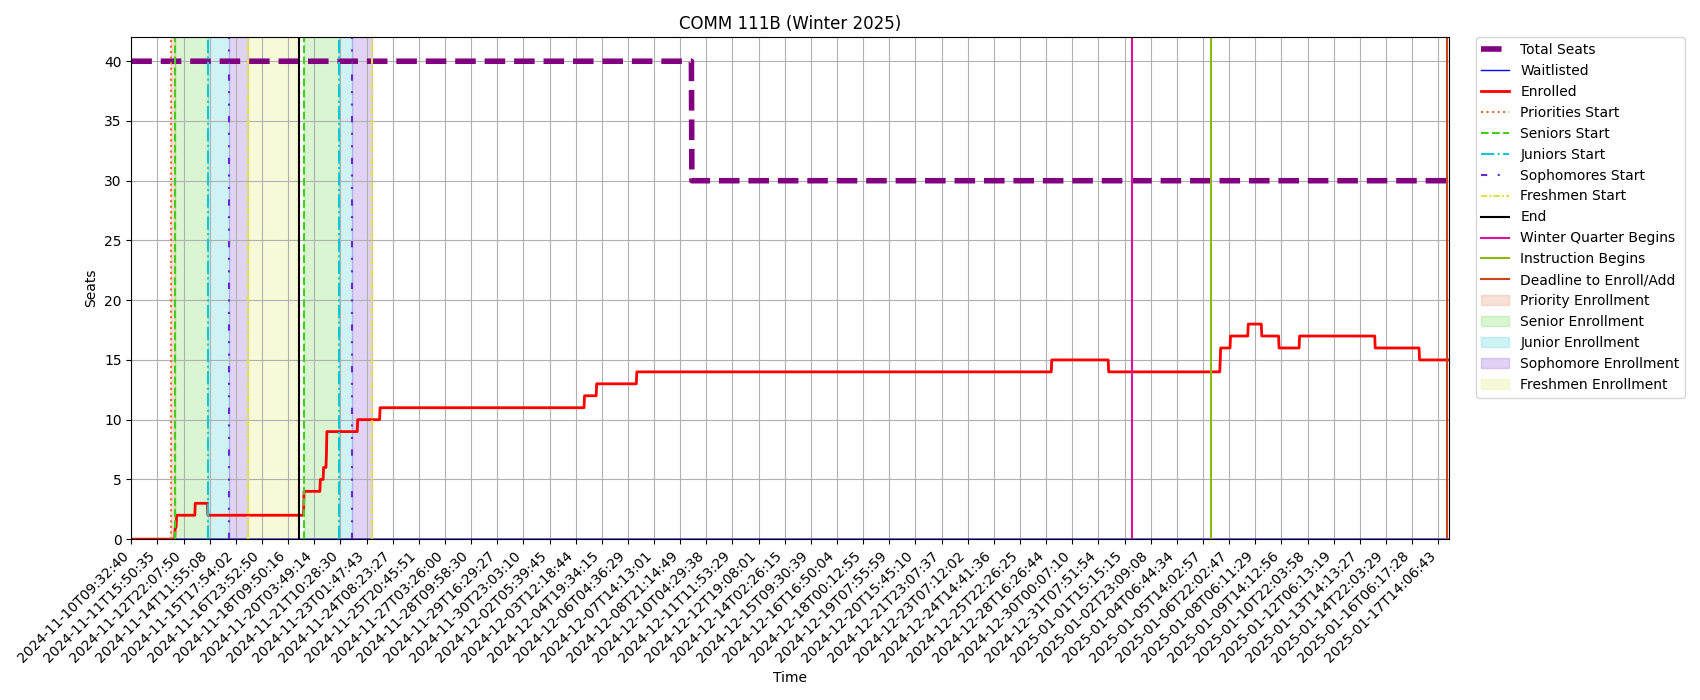 COMM 111B (Winter 2025)
Seats
40
35
30
25
20
15
10
5
0
2024-11-10T09:32:40
2024-11-11T15:50:35
2024-11-12T22:07:50
2024-11-14T11:55:08
2024-11-15T17:54:02
2024-11-16T23:52:50
2024-11-18T09:50:16
2024-11-20T03:49:14
2024-11-21T10:28:30
2024-11-23T01:47:43
2024-11-24T08:23:27
2024-11-25T20:45:51
2024-11-27T03:26:00
2024-11-28T09:58:30
2024-11-29T16:29:27
2024-11-30T23:03:10
2024-12-02T05:39:45
2024-12-03T12:18:44
2024-12-04T19:34:15
2024-12-06T04:36:29
2024-12-07T14:13:01
2024-12-08T21:14:49
2024-12-10T04:29:38
2024-12-11T11:53:29
2024-12-12T19:08:01
2024-12-14T02:26:15
2024-12-15T09:30:39
2024-12-16T16:50:04
2024-12-18T00:12:55
2024-12-19T07:55:59
2024-12-20T15:45:10
2024-12-21T23:07:37
2024-12-23T07:12:02
2024-12-24T14:41:36
2024-12-25T22:26:25
2024-12-28T16:26:44
2024-12-30T00:07:10
2024-12-31T07:51:54
2025-01-01T15:15:15
2025-01-02T23:09:08
2025-01-04T06:44:34
2025-01-05T14:02:57
2025-01-06T22:02:47
2025-01-08T06:11:29
2025-01-09T14:12:56
2025-01-10T22:03:58
2025-01-12T06:13:19
2025-01-13T14:13:27
2025-01-14T22:03:29
2025-01-16T06:17:28
2025-01-17T14:06:43
Time
Total Seats
Waitlisted
Enrolled
Priorities Start
Seniors Start
Juniors Start
Sophomores Start
Freshmen Start
End
Winter Quarter Begins
Instruction Begins
Deadline to Enroll/Add
Priority Enrollment
Senior Enrollment
Junior Enrollment
Sophomore Enrollment
Freshmen Enrollment